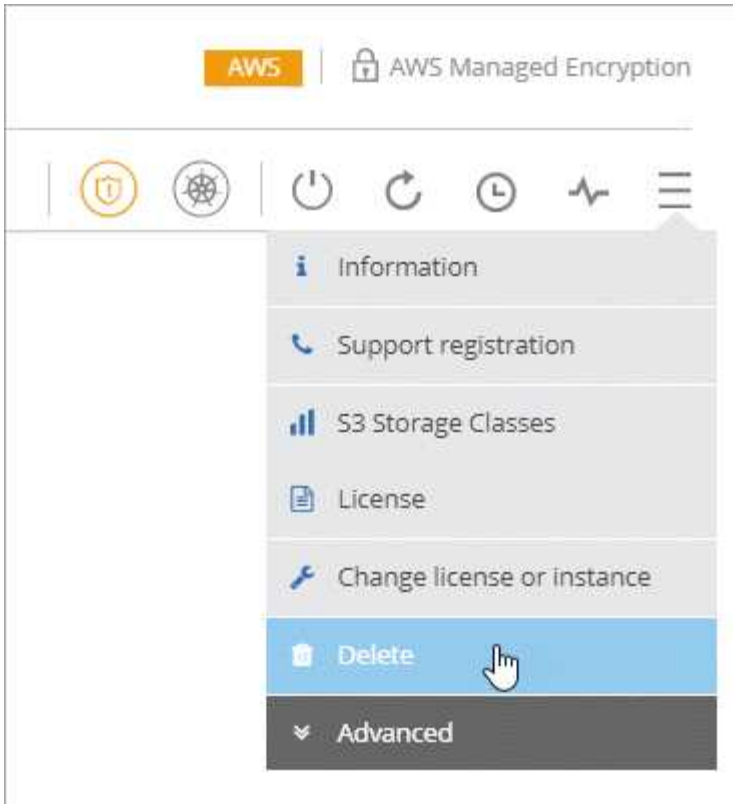 AWS
AWS Managed Encryption
Information
Support registration
S3 Storage Classes
License
Change license or instance
Delete
Advanced